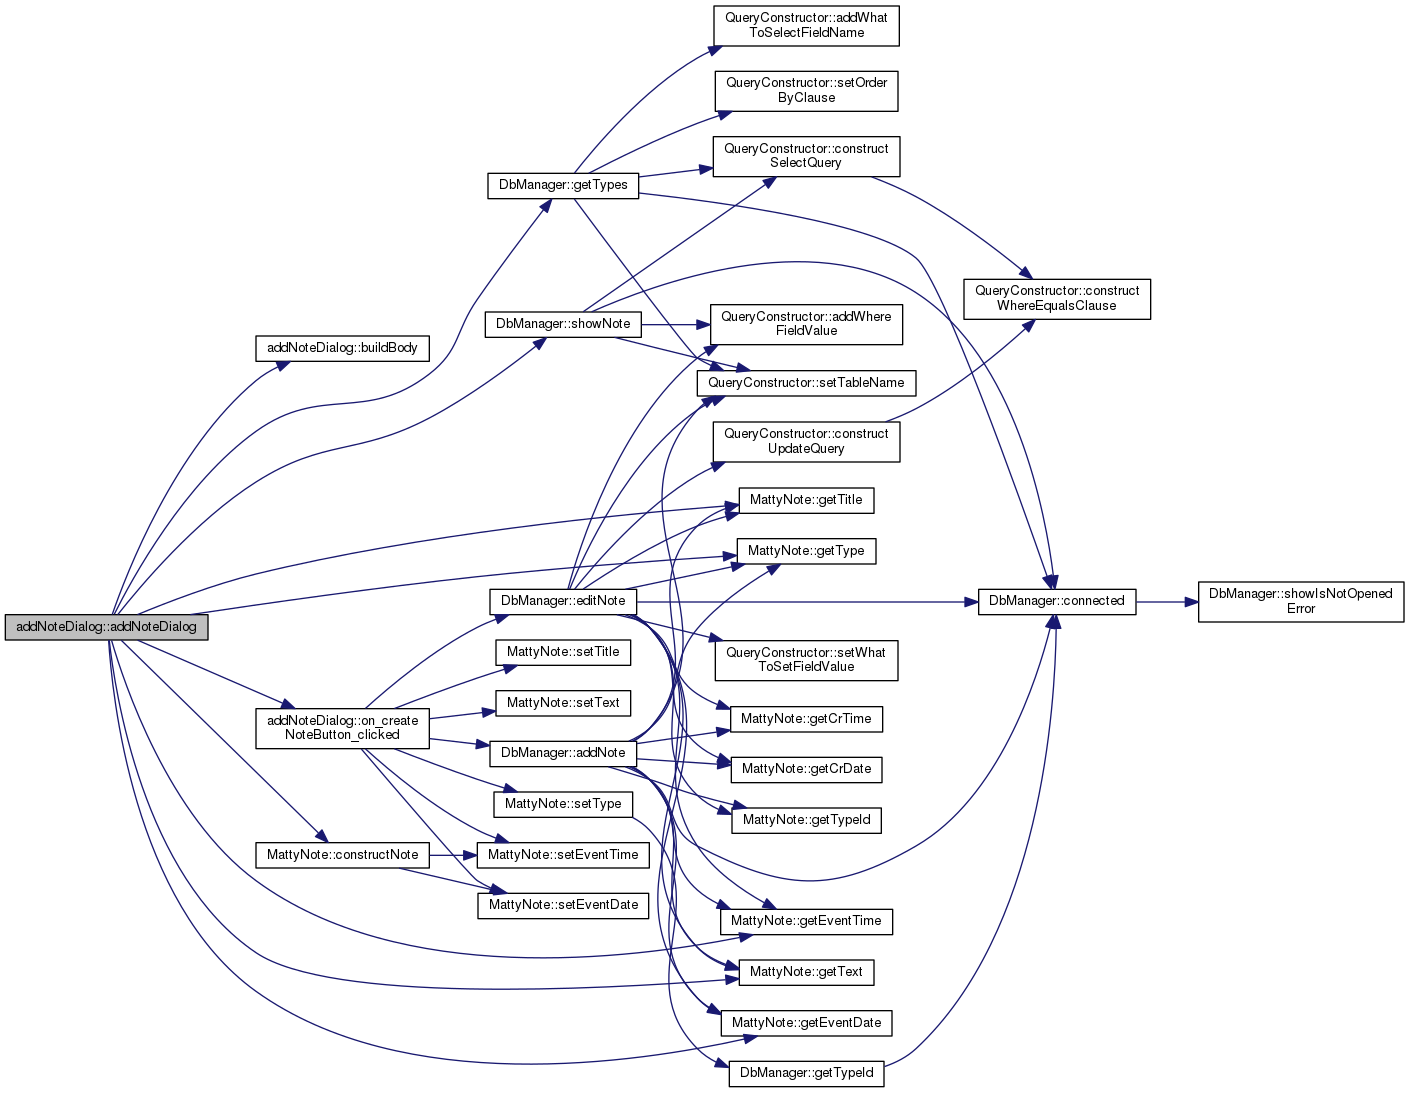 QueryConstructor::addWhat
ToSelectFieldName
QueryConstructor::setOrder
ByClause
QueryConstructor::construct
SelectQuery
DbManager::getTypes
QueryConstructor::construct
WhereEqualsClause
DbManager::showNote
QueryConstructor::addWhere
FieldValue
addNoteDialog::buildBody
QueryConstructor::setTableName
QueryConstructor::construct
UpdateQuery
MattyNote::getTitle
MattyNote::getType
DbManager::editNote
DbManager::connected
DbManager::showIsNotOpened
Error
addNoteDialog::addNoteDialog
MattyNote::setTitle
QueryConstructor::setWhat
ToSetFieldValue
MattyNote::setText
addNoteDialog::on_create
NoteButton_clicked
MattyNote::getCrTime
DbManager::addNote
MattyNote::getCrDate
MattyNote::setType
MattyNote::getTypeId
MattyNote::constructNote
MattyNote::setEventTime
MattyNote::setEventDate
MattyNote::getEventTime
MattyNote::getText
MattyNote::getEventDate
DbManager::getTypeId